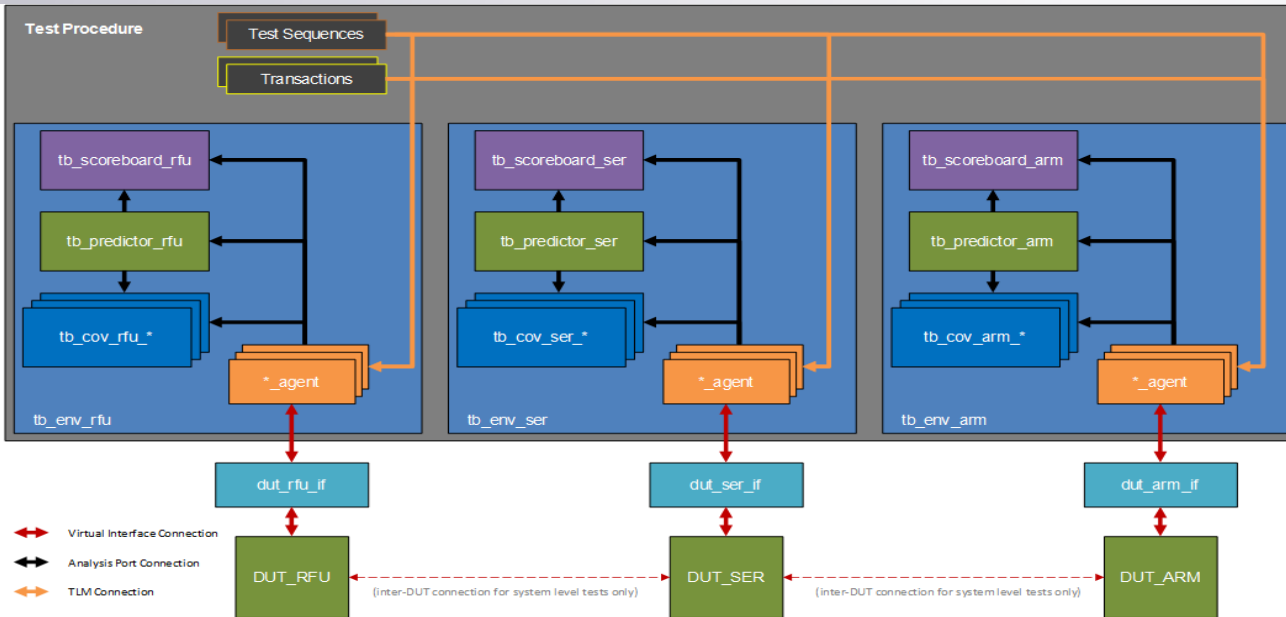 Test Procedure
Test Sequences
Transactions
tb_scoreboard_rfu
tb_scoreboard_ser
tb_scoreboard_arm
tb_predictor_rfu
tb_predictor_ser
tb_predictor_arm
tb_cov_rfu_*
tb_cov_ser_*
tb_cov_arm_*
*_agent
*_agent
*_agent
tb_env_rfu
tb_env_ser
tb_env_arm
dut_rfu_if
dut_ser_if
dut_arm_if
Virtual Interface Connection
Analysis Port Connection
TLM Connection
DUT_RFU
(inter-DUT connection for system level tests only)
DUT_SER
(inter-DUT connection for system level tests only)
DUT_ARM